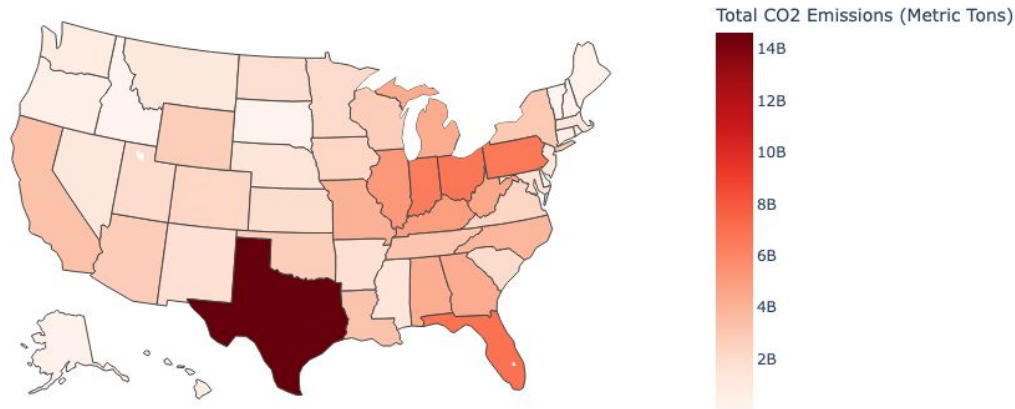 Total CO2 Emissions (Metric Tons)
14B
12B
10B
8B
6B
4B
2B